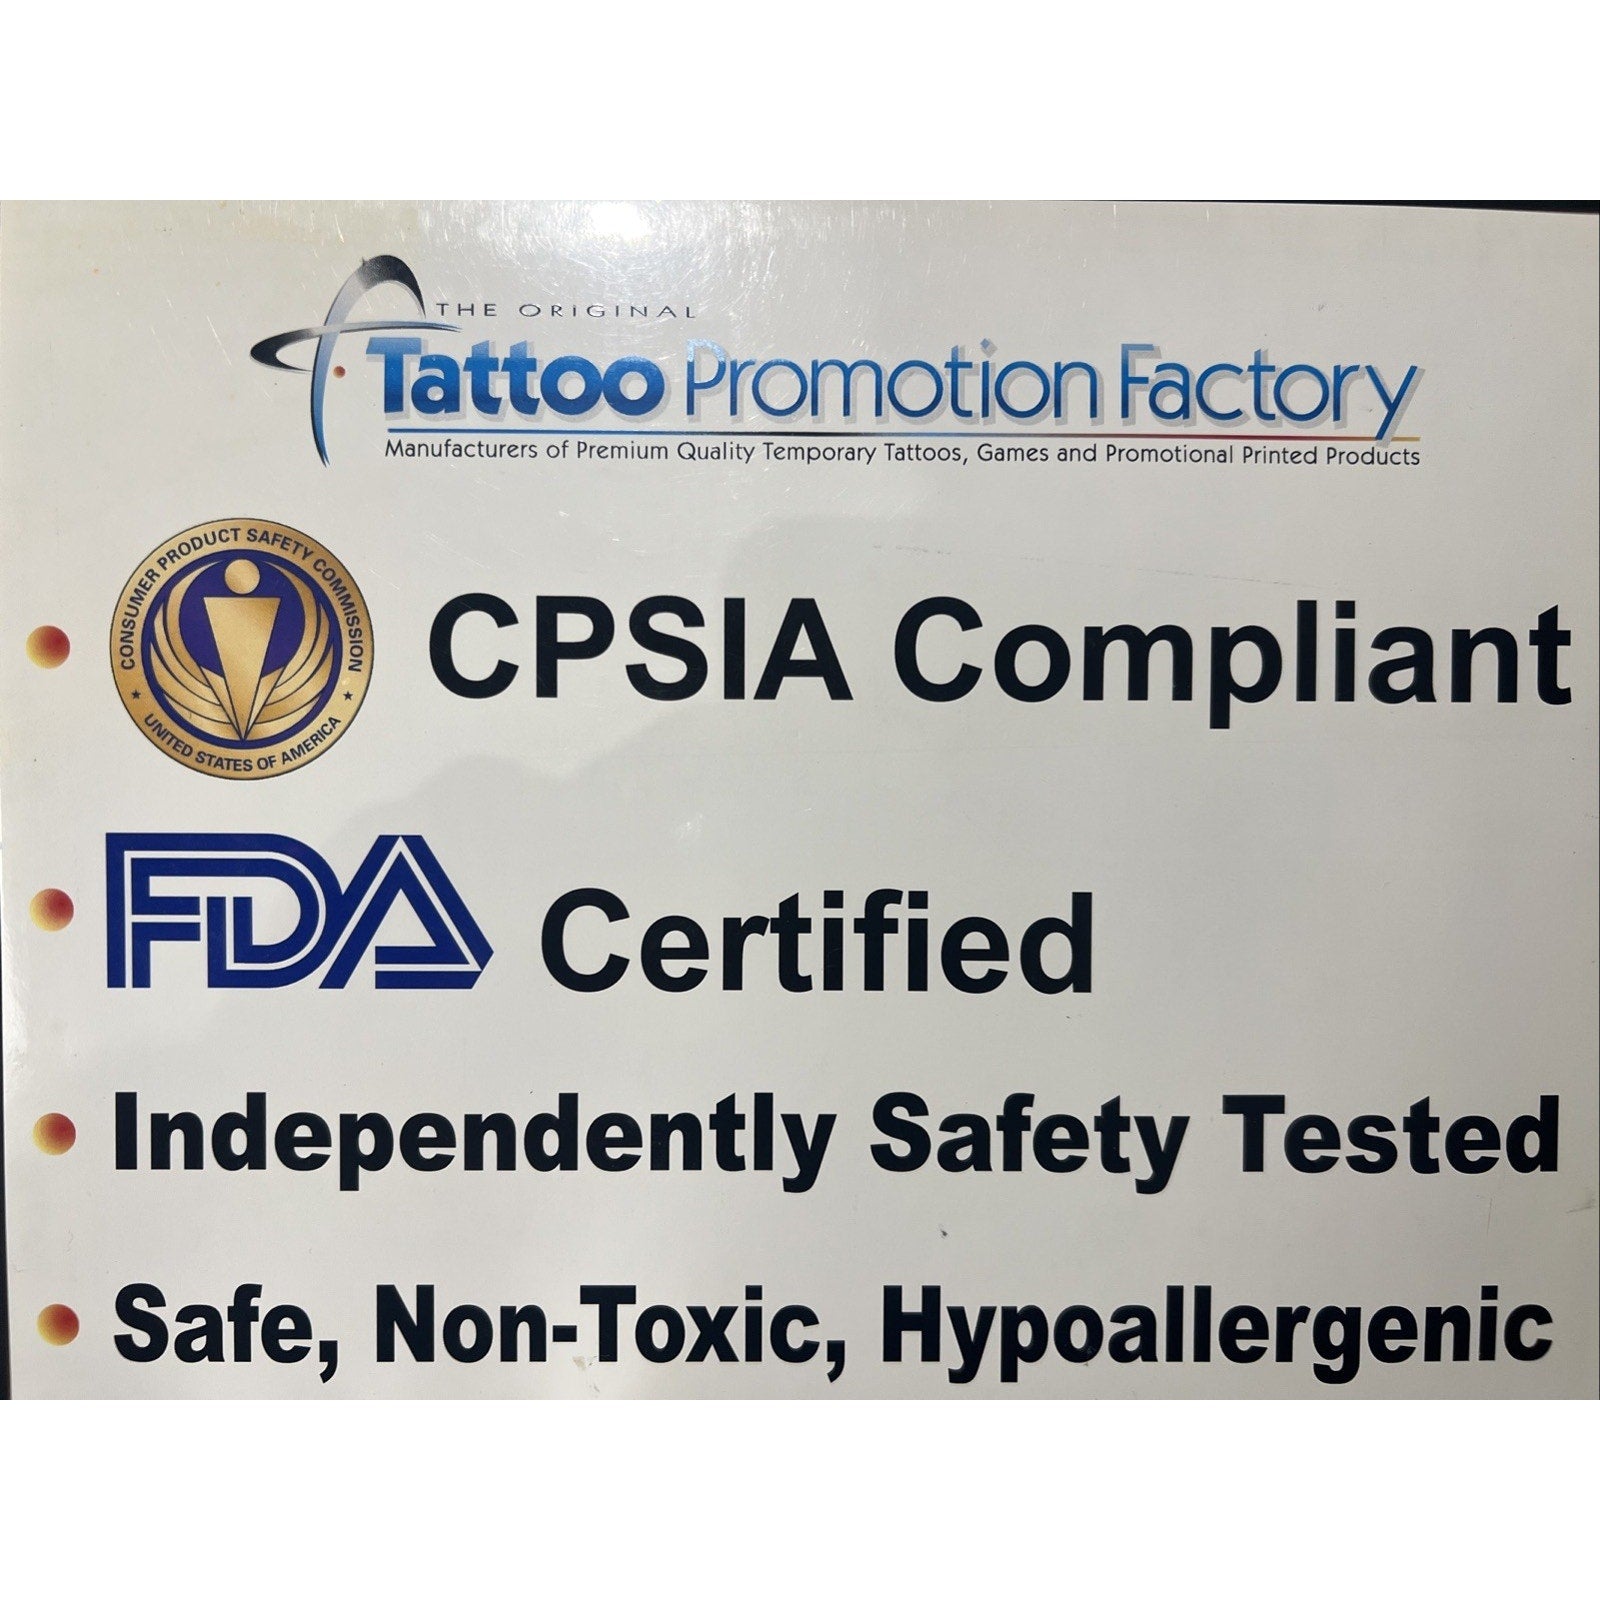 THE ORIGINAL
Tattoo Promotion Factory
Manufacturers of Premium Quality Temporary Tattoos, Games and Promotional Printed Products
CONSUMER PRODUCT SAFETY COMMISSION
UNITED STATES OF AMERICA
CPSIA Compliant
FDA Certified
Independently Safety Tested
Safe, Non-Toxic, Hypoallergenic